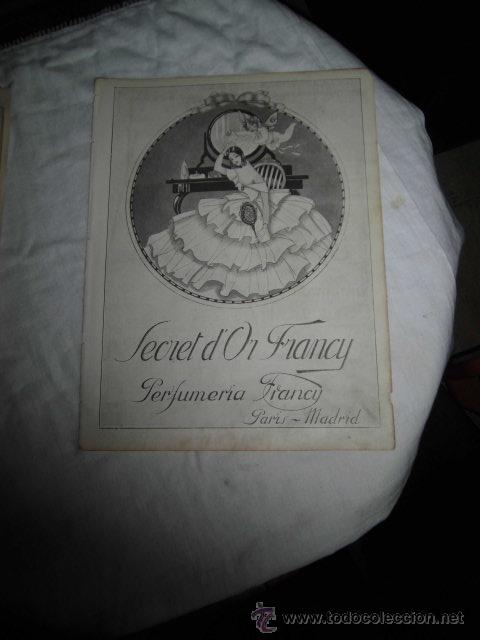 Secret d'Or Francy
Perfumeria Francy
Paris - Madrid
www.todocoleccion.net